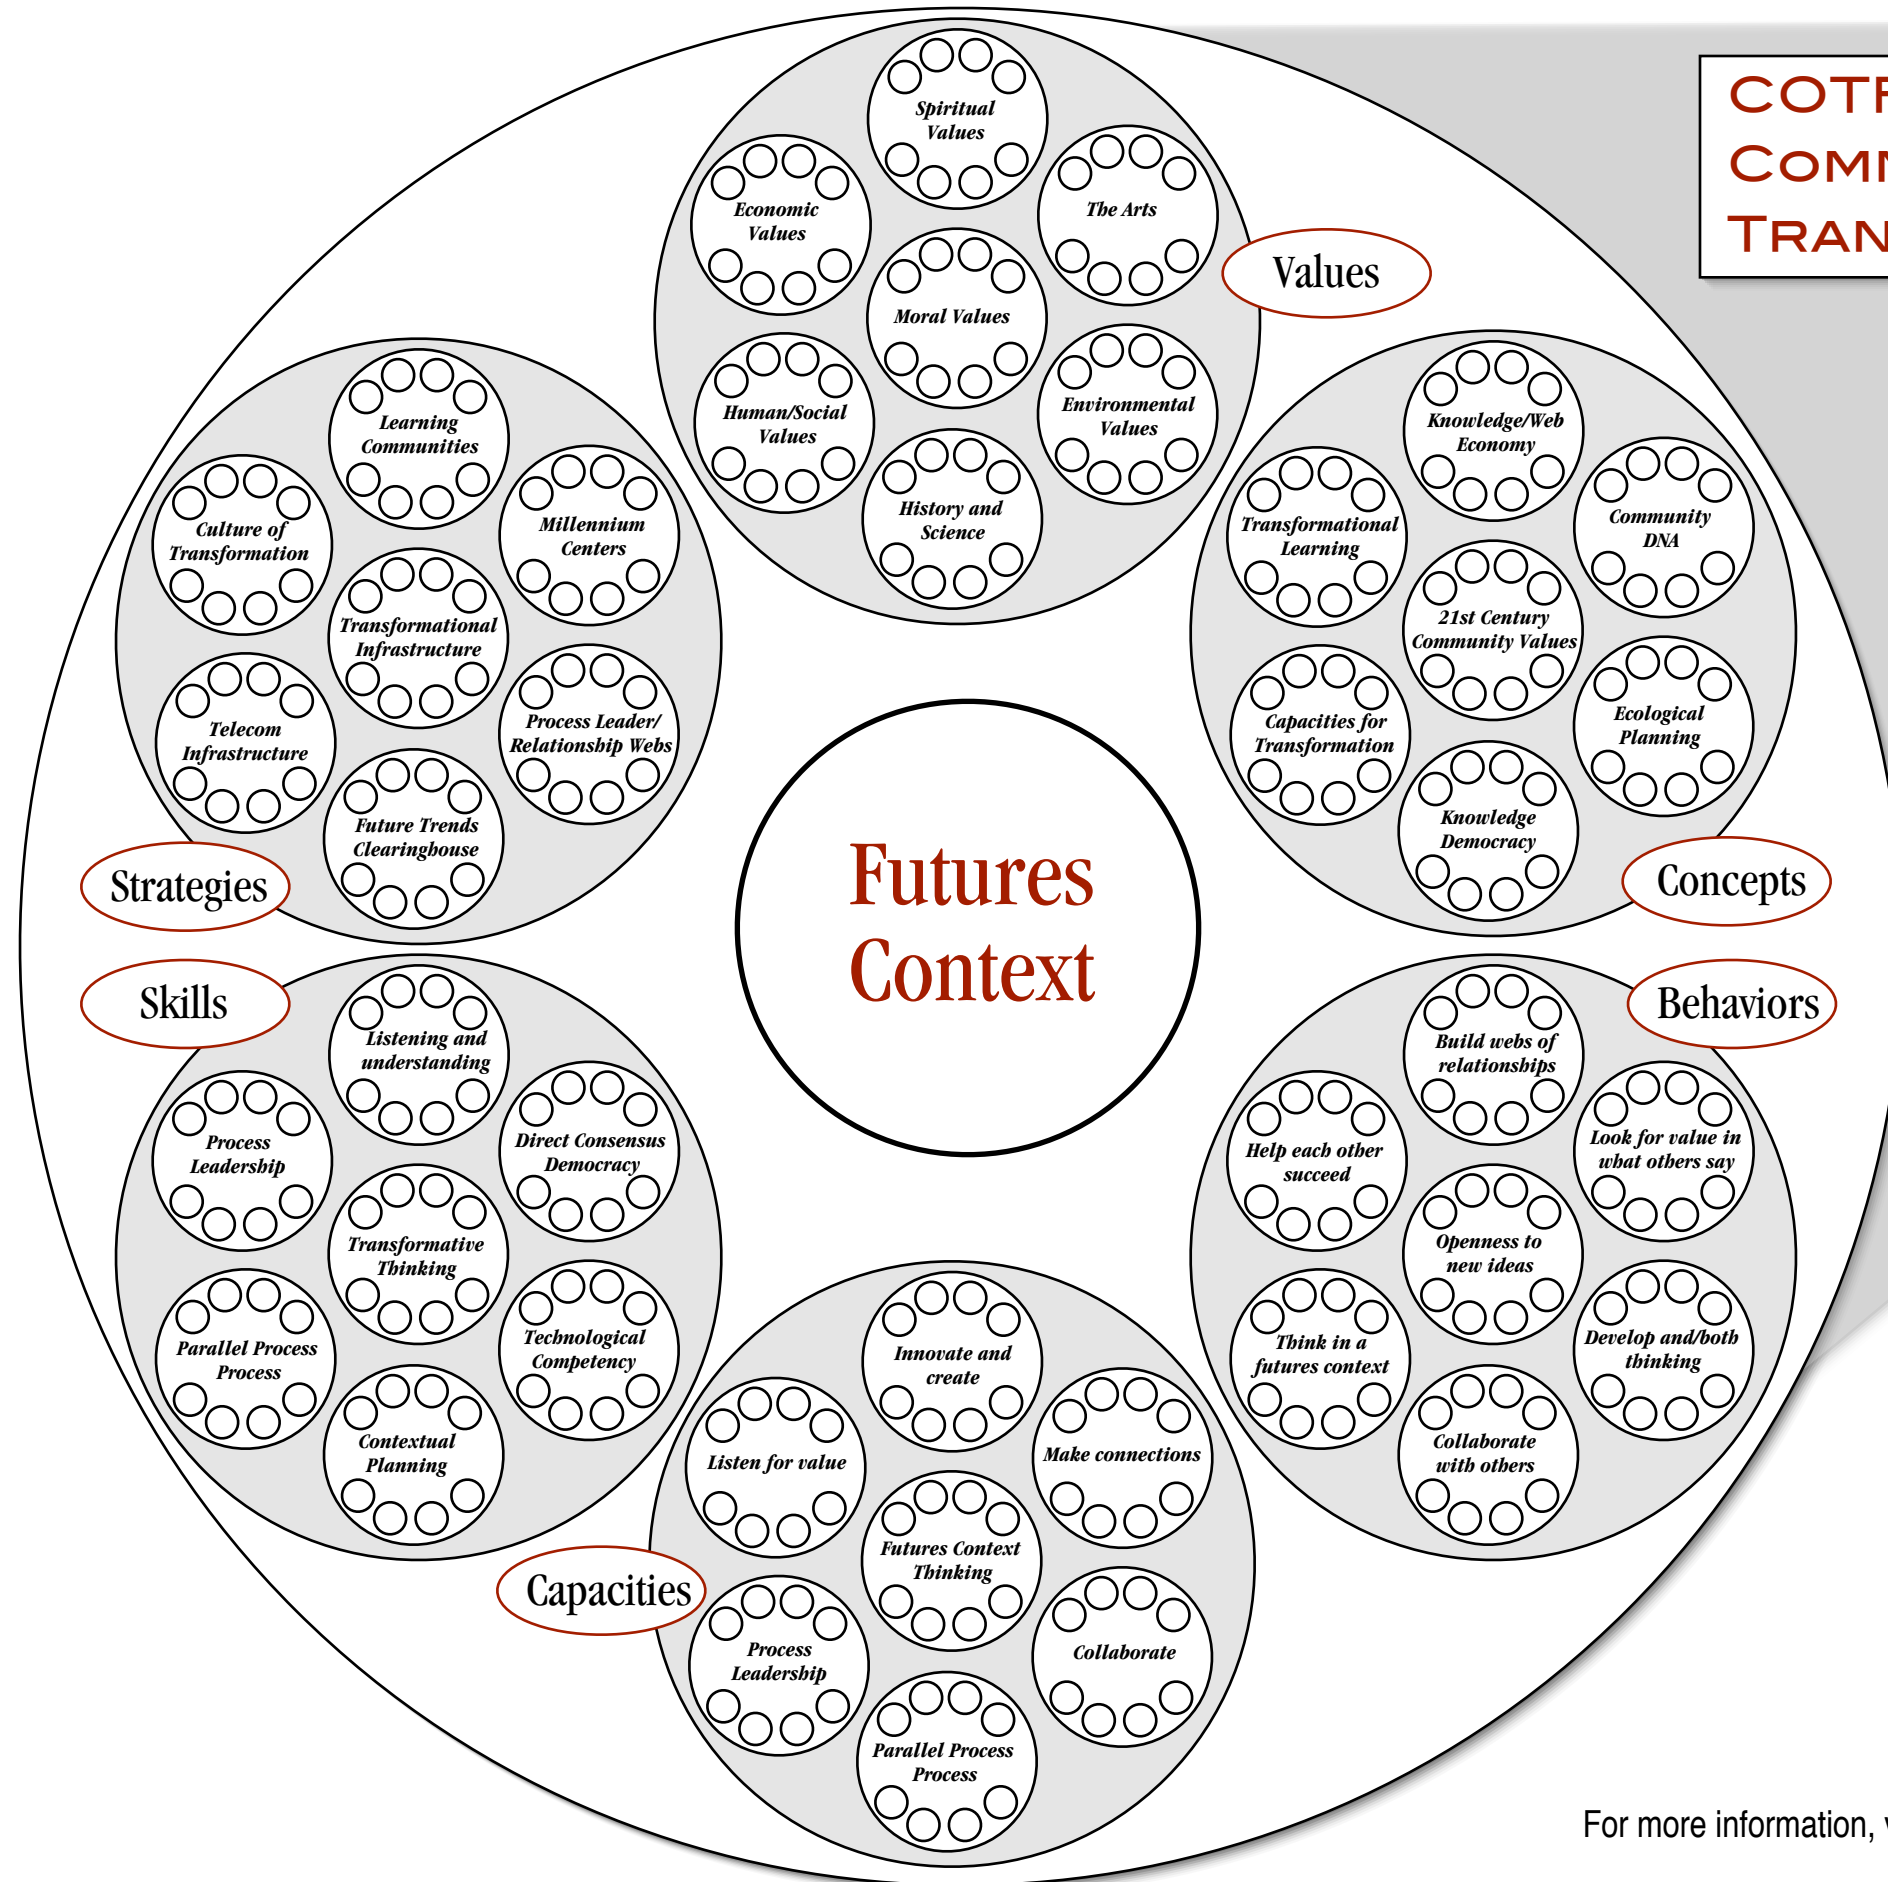 COTF
COMM
TRAN
Values
Spiritual
Values
Economic
Values
The Arts
Moral Values
Human/Social
Values
Environmental
Values
History and
Science
Strategies
Learning
Communities
Culture of
Transformation
Millennium
Centers
Transformational
Infrastructure
Telecom
Infrastructure
Process Leader/
Relationship Webs
Future Trends
Clearinghouse
Concepts
Knowledge/Web
Economy
Transformational
Learning
Community
DNA
21st Century
Community Values
Capacities for
Transformation
Ecological
Planning
Knowledge
Democracy
Futures
Context
Skills
Listening and
understanding
Process
Leadership
Direct Consensus
Democracy
Transformative
Thinking
Parallel Process
Process
Technological
Competency
Contextual
Planning
Behaviors
Build webs of
relationships
Help each other
succeed
Look for value in
what others say
Openness to
new ideas
Think in a
futures context
Develop and/both
thinking
Collaborate
with others
Capacities
Innovate and
create
Listen for value
Make connections
Futures Context
Thinking
Process
Leadership
Collaborate
Parallel Process
Process
For more information,